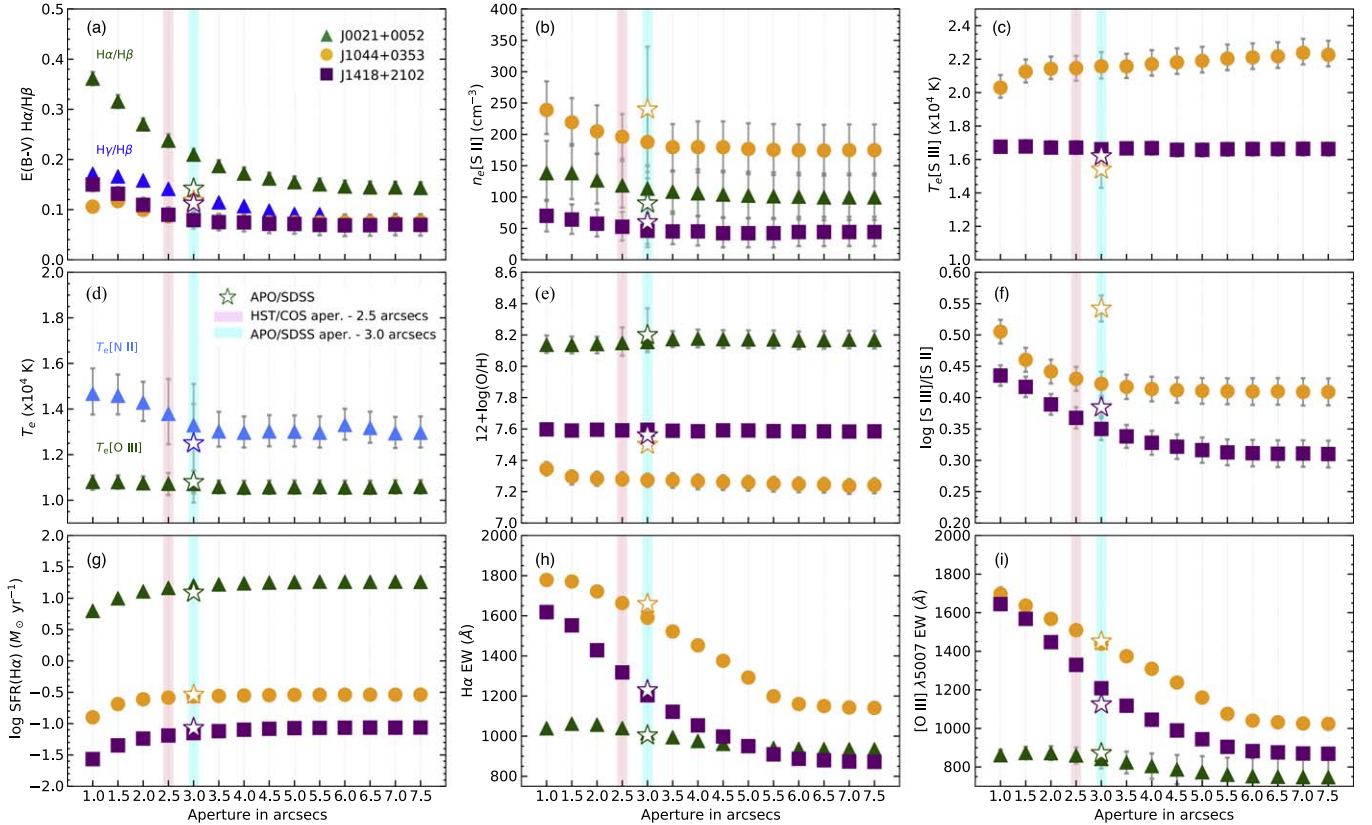 (a)
Hα/Hβ
J0021+0052
J1044+0353
J1418+2102
Hγ/Hβ
E(B-V) Hα/Hβ
0.5
0.4
0.3
0.2
0.1
0.0
(b)
nₑ[S II] (cm⁻³)
400
350
300
250
200
150
100
50
0
(c)
Tₑ[S III] (x10⁴ K)
2.4
2.2
2.0
1.8
1.6
1.4
1.2
1.0
(d)
APO/SDSS
HST/COS aper. - 2.5 arcsecs
APO/SDSS aper. - 3.0 arcsecs
Tₑ[N II]
Tₑ[O III]
Tₑ (x10⁴ K)
2.0
1.8
1.6
1.4
1.2
1.0
(e)
12+log(O/H)
8.6
8.4
8.2
8.0
7.8
7.6
7.4
7.2
7.0
(f)
log [S III]/[S II]
0.60
0.55
0.50
0.45
0.40
0.35
0.30
0.25
0.20
(g)
log SFR(Hα) (M⊙ yr⁻¹)
2.0
1.5
1.0
0.5
0.0
−0.5
−1.0
−1.5
−2.0
1.0 1.5 2.0 2.5 3.0 3.5 4.0 4.5 5.0 5.5 6.0 6.5 7.0 7.5
Aperture in arcsecs
(h)
Hα EW (Å)
2000
1800
1600
1400
1200
1000
800
1.0 1.5 2.0 2.5 3.0 3.5 4.0 4.5 5.0 5.5 6.0 6.5 7.0 7.5
Aperture in arcsecs
(i)
[O III] λ5007 EW (Å)
2000
1800
1600
1400
1200
1000
800
1.0 1.5 2.0 2.5 3.0 3.5 4.0 4.5 5.0 5.5 6.0 6.5 7.0 7.5
Aperture in arcsecs